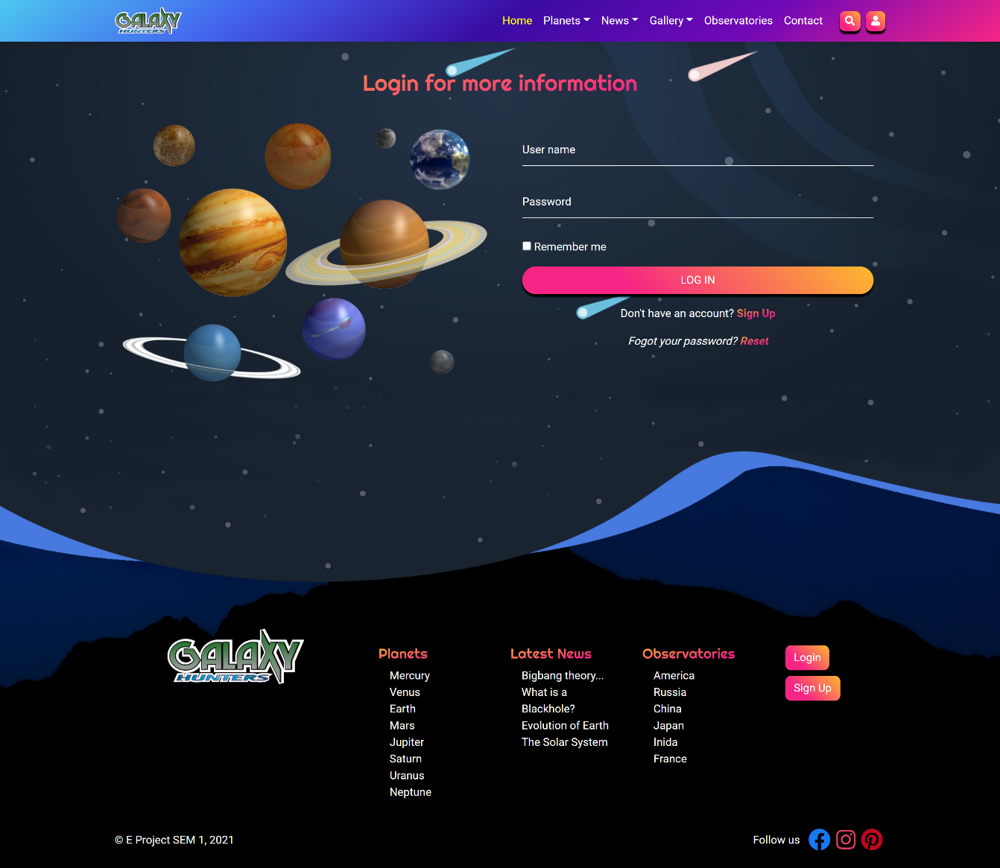 GALAXY
HUNTERS
Home Planets News Gallery Observatories Contact
Login for more information
User name
Password
Remember me
LOG IN
Don't have an account? Sign Up
Fogot your password? Reset
GALAXY
HUNTERS
Planets
Mercury
Venus
Earth
Mars
Jupiter
Saturn
Uranus
Neptune
Latest News
Bigbang theory...
What is a
Blackhole?
Evolution of Earth
The Solar System
Observatories
America
Russia
China
Japan
Inida
France
Login
Sign Up
© E Project SEM 1, 2021
Follow us